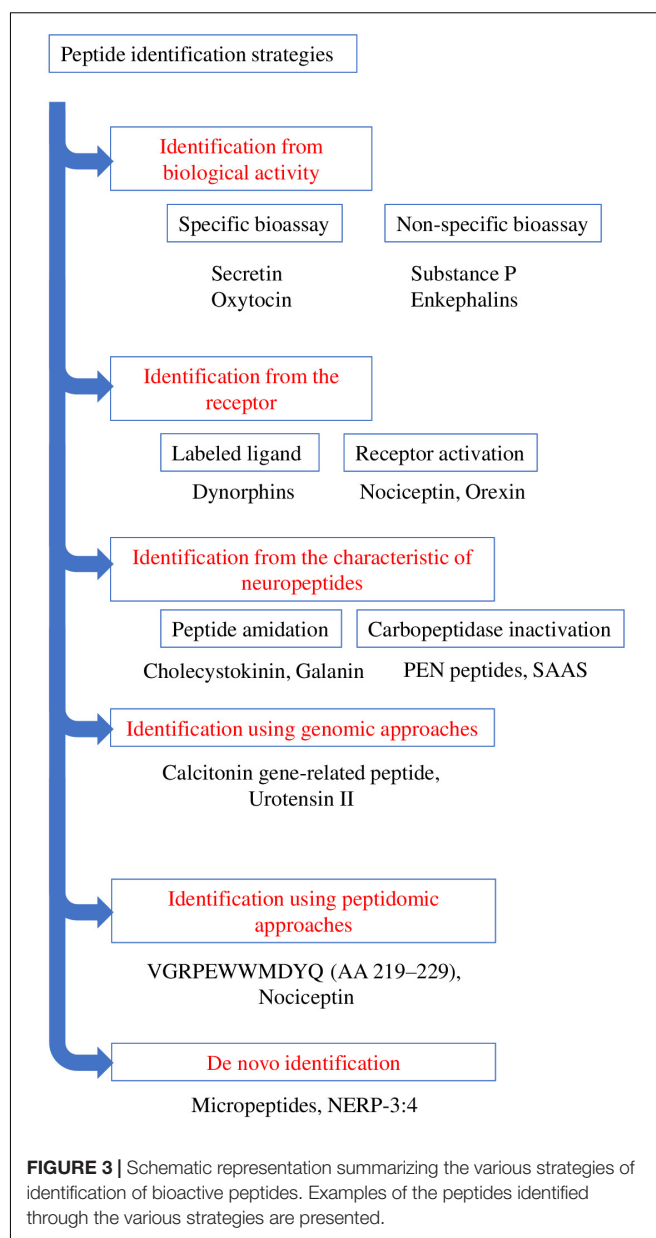 Peptide identification strategies
Identification from
biological activity
Specific bioassay
Non-specific bioassay
Secretin
Oxytocin
Substance P
Enkephalins
Identification from the
receptor
Labeled ligand
Receptor activation
Dynorphins
Nociceptin, Orexin
Identification from the characteristic of
neuropeptides
Peptide amidation
Carbopeptidase inactivation
Cholecystokinin, Galanin
PEN peptides, SAAS
Identification using genomic approaches
Calcitonin gene-related peptide,
Urotensin II
Identification using peptidomic
approaches
VGRPEWWMDYQ (AA 219–229),
Nociceptin
De novo identification
Micropeptides, NERP-3:4
FIGURE 3 | Schematic representation summarizing the various strategies of
identification of bioactive peptides. Examples of the peptides identified
through the various strategies are presented.